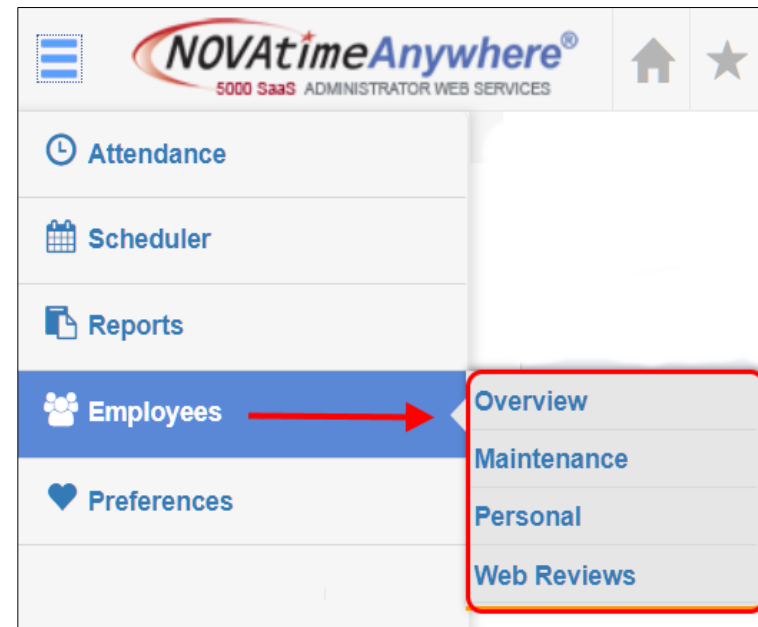 NOVAtimeAnywhere®
5000 SaaS ADMINISTRATOR WEB SERVICES
Attendance
Scheduler
Reports
Employees
Overview
Maintenance
Personal
Web Reviews
Preferences